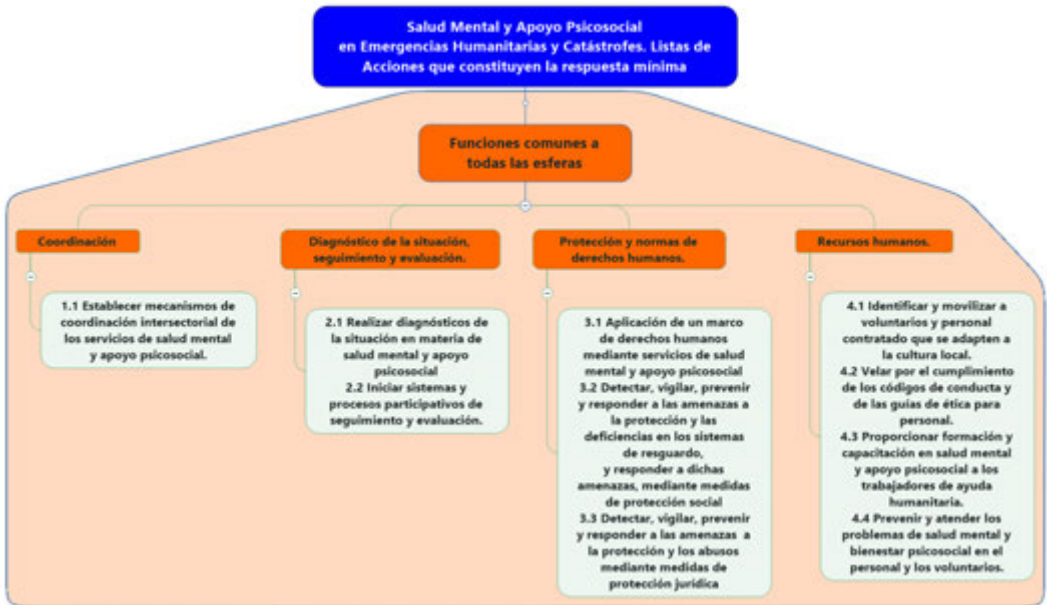 Salud Mental y Apoyo Psicosocial
en Emergencias Humanitarias y Catástrofes. Listas de
Acciones que constituyen la respuesta mínima
Funciones comunes a
todas las esferas
Coordinación
1.1 Establecer mecanismos de
coordinación intersectorial de
los servicios de salud mental
y apoyo psicosocial.
Diagnóstico de la situación,
seguimiento y evaluación.
2.1 Realizar diagnósticos de
la situación en materia de
salud mental y apoyo
psicosocial
2.2 Iniciar sistemas y
procesos participativos de
seguimiento y evaluación.
Protección y normas de
derechos humanos.
3.1 Aplicación de un marco
de derechos humanos
mediante servicios de salud
mental y apoyo psicosocial
3.2 Detectar, vigilar, prevenir
y responder a las amenazas a
la protección y las
deficiencias en los sistemas
de resguardo,
y responder a dichas
amenazas, mediante medidas
de protección social
3.3 Detectar, vigilar, prevenir
y responder a las amenazas a
la protección y los abusos
mediante medidas de
protección jurídica
Recursos humanos.
4.1 Identificar y movilizar a
voluntarios y personal
contratado que se adapten a
la cultura local.
4.2 Velar por el cumplimiento
de los códigos de conducta y
de las guías de ética para
personal.
4.3 Proporcionar formación y
capacitación en salud mental
y apoyo psicosocial a los
trabajadores de ayuda
humanitaria.
4.4 Prevenir y atender los
problemas de salud mental y
bienestar psicosocial en el
personal y los voluntarios.